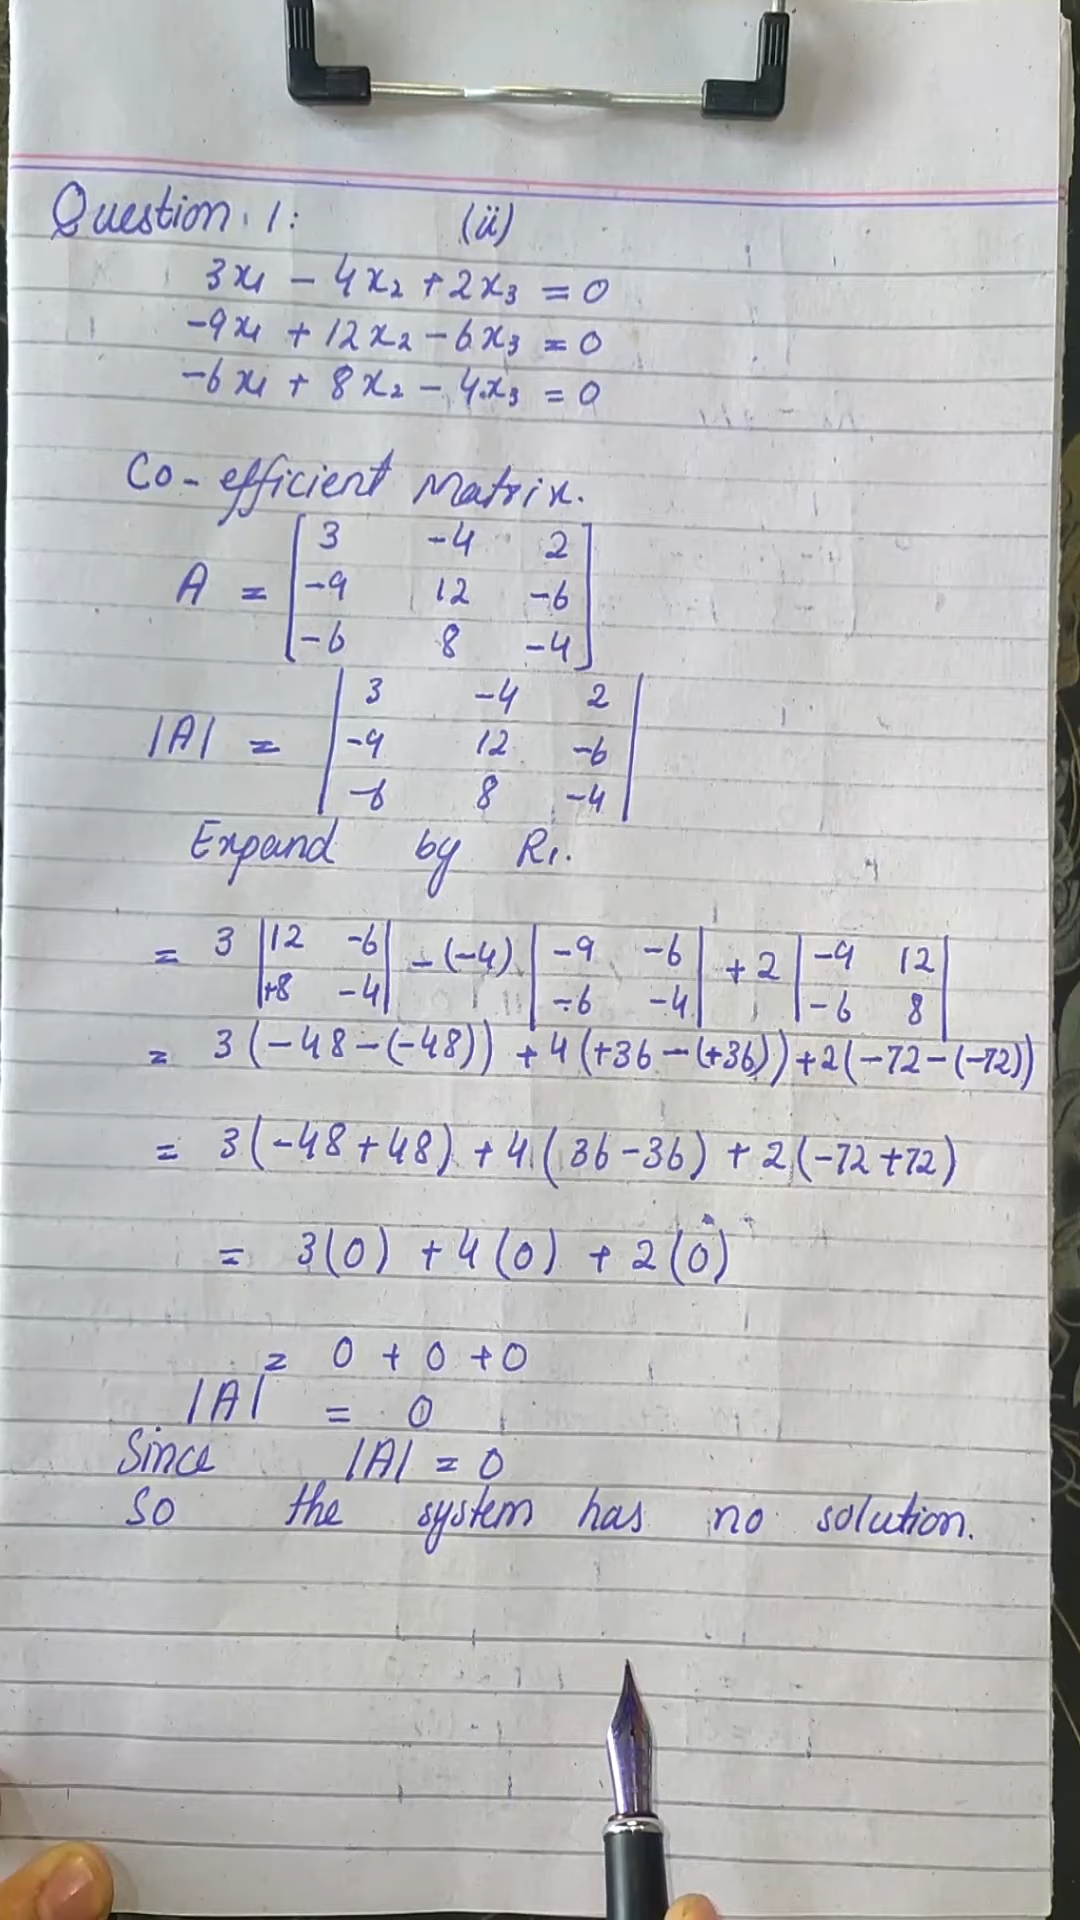 Question. 1: (ii)
3x₁ - 4x₂ + 2x₃ = 0
-9x₁ + 12x₂ - 6x₃ = 0
-6x₁ + 8x₂ - 4x₃ = 0
Co-efficient Matrix.
A = [3 -4 2
-9 12 -6
-6 8 -4]
|A| = |3 -4 2
-9 12 -6
-6 8 -4|
Expand by R₁.
= 3 |12 -6| - (-4) |-9 -6| + 2 |-9 12|
|+8 -4| |-6 -4| |-6 8|
= 3(-48-(-48)) + 4(+36-(+36)) + 2(-72-(-72))
= 3(-48+48) + 4(36-36) + 2(-72+72)
= 3(0) + 4(0) + 2(0)
= 0 + 0 + 0
|A| = 0
Since |A| = 0
So the system has no solution.